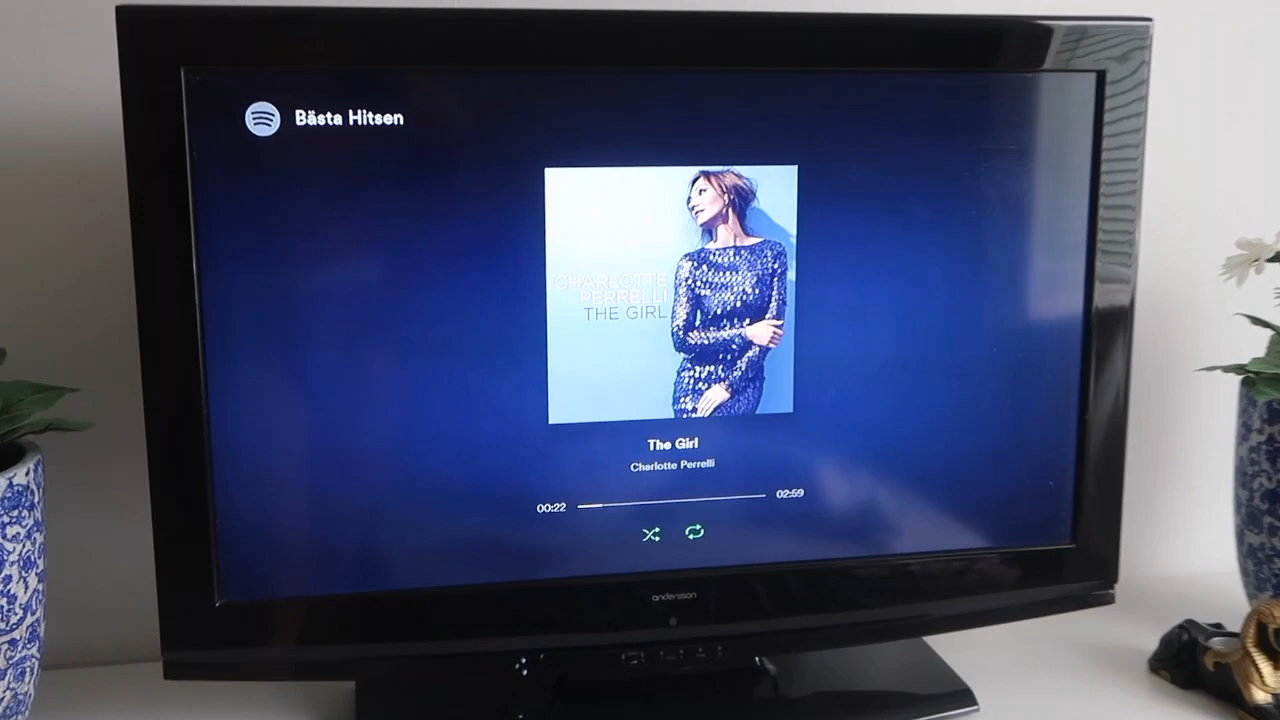 Bästa Hitsen
CHARLOTTE
PERRELLI
THE GIRL
The Girl
Charlotte Perrelli
00:22
02:59
andersson